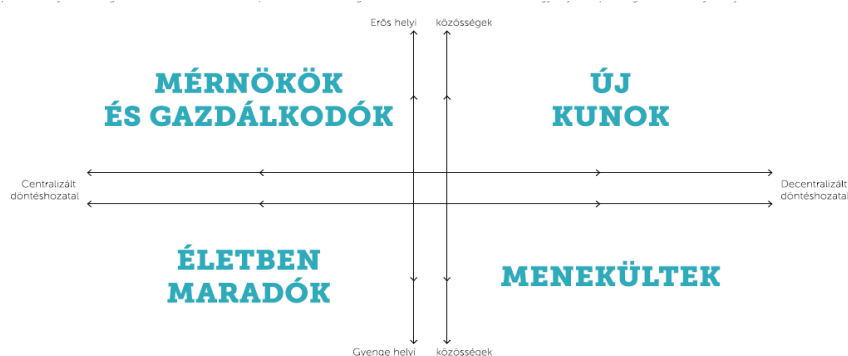 Erős helyi közösségek
MÉRNÖKÖK
ÉS GAZDÁLKODÓK
ÚJ
KUNOK
Centralizált
döntéshozatal
Decentralizált
döntéshozatal
ÉLETBEN
MARADÓK
MENEKÜLTEK
Gyenge helyi közösségek